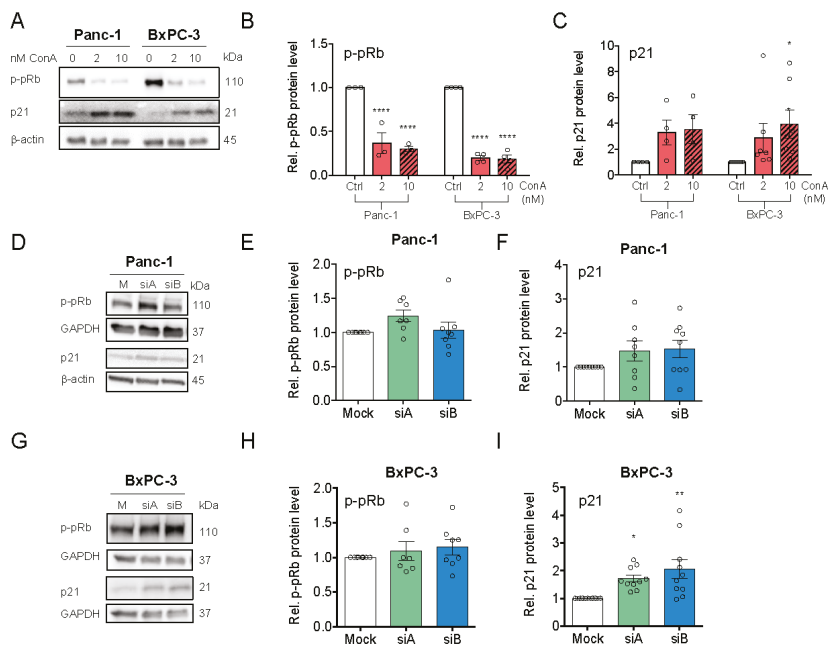 A
Panc-1 BxPC-3
nM ConA 0 2 10 0 2 10 kDa
p-pRb 110
p21 21
β-actin 45
B
p-pRb
Rel. p-pRb protein level
1.5
1.0
0.5
0.0
**** **** **** ****
Ctrl 2 10 Ctrl 2 10 ConA
(nM)
Panc-1 BxPC-3
C
p21
Rel. p21 protein level
25
20
15
10
5
0
*
Ctrl 2 10 Ctrl 2 10 ConA
(nM)
Panc-1 BxPC-3
D
Panc-1
M siA siB kDa
p-pRb 110
GAPDH 37
p21 21
β-actin 45
E
Panc-1
p-pRb
Rel. p-pRb protein level
2.0
1.5
1.0
0.5
0.0
Mock siA siB
F
Panc-1
p21
Rel. p21 protein level
4
3
2
1
0
Mock siA siB
G
BxPC-3
M siA siB kDa
p-pRb 110
GAPDH 37
p21 21
GAPDH 37
H
BxPC-3
p-pRb
Rel. p-pRb protein level
2.0
1.5
1.0
0.5
0.0
Mock siA siB
I
BxPC-3
p21
Rel. p21 protein level
5
4
3
2
1
0
* **
Mock siA siB